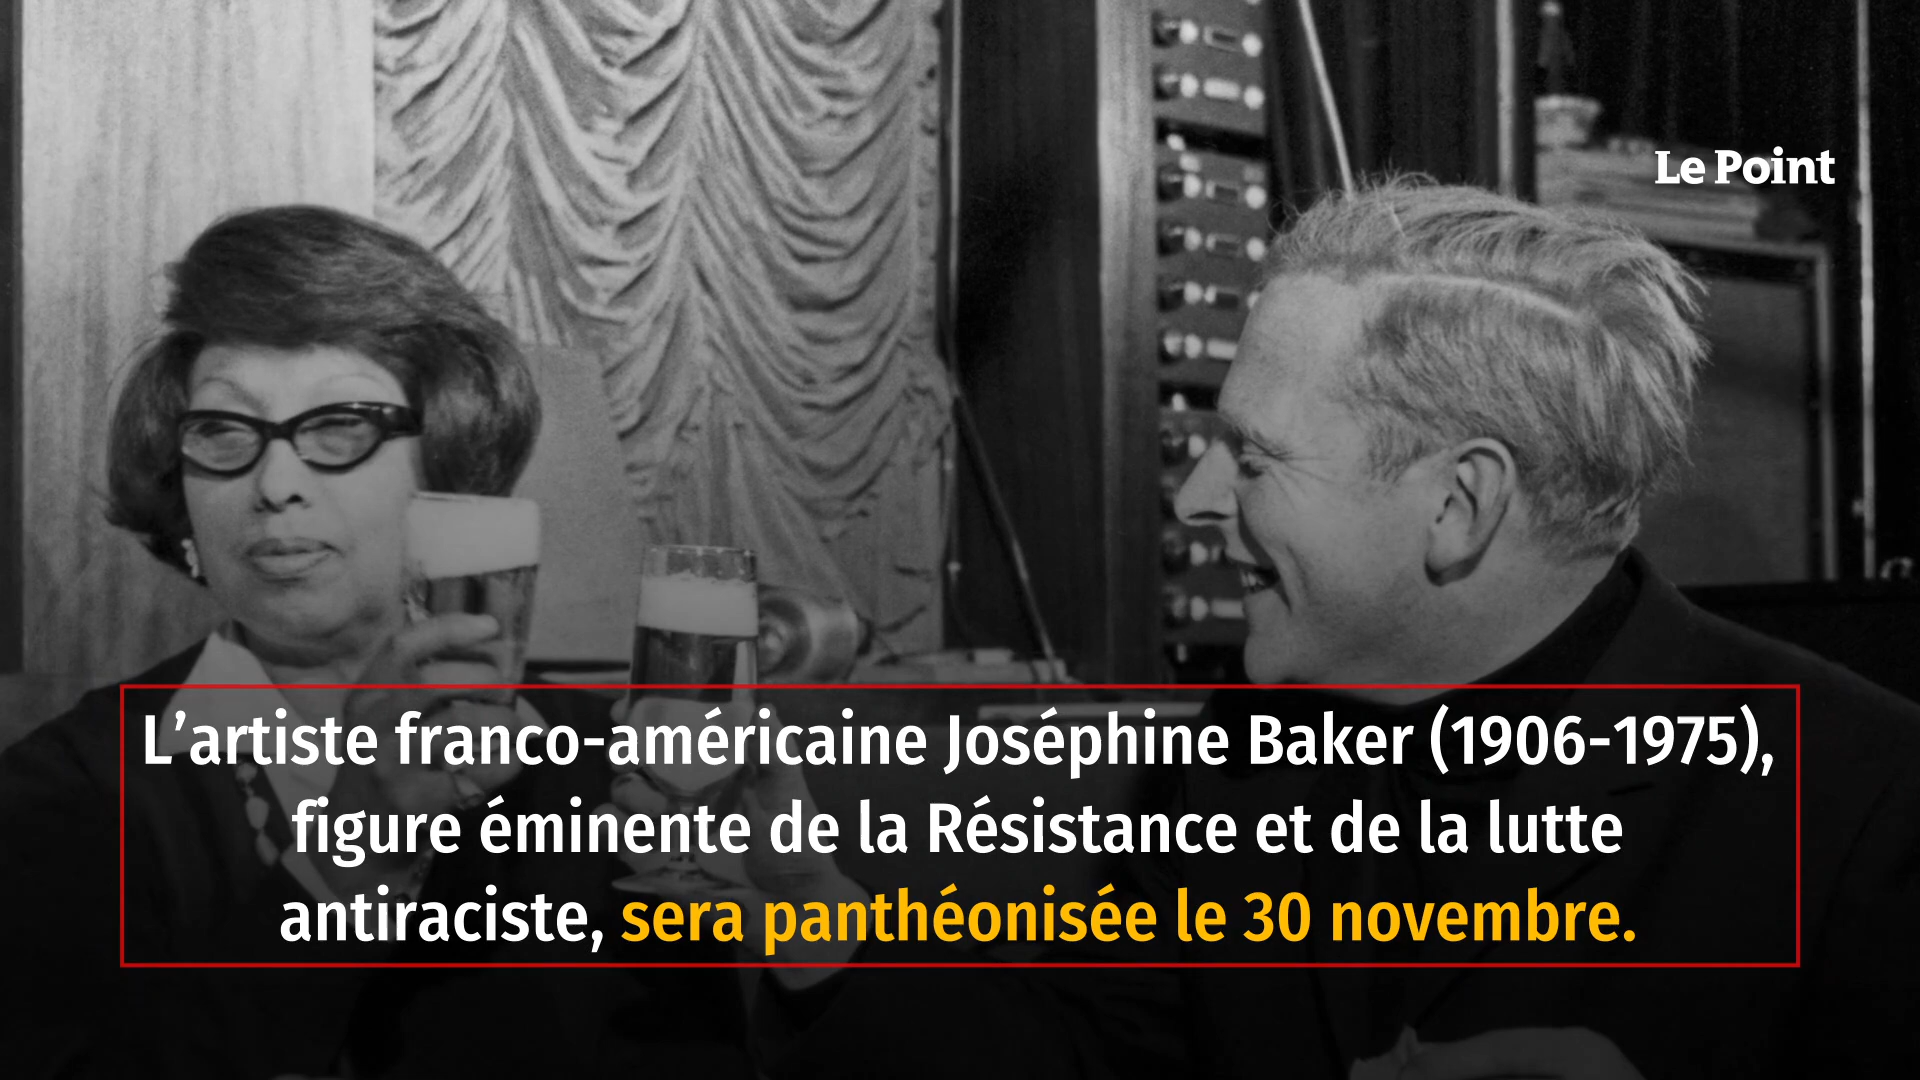 Le Point
L’artiste franco-américaine Joséphine Baker (1906-1975),
figure éminente de la Résistance et de la lutte
antiraciste, sera panthéonisée le 30 novembre.